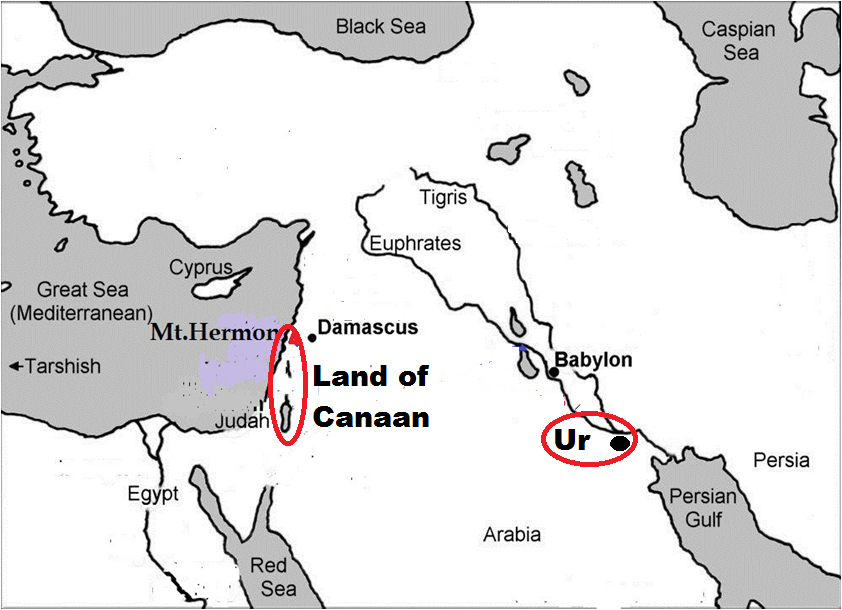 Black Sea
Caspian
Sea
Tigris
Euphrates
Cyprus
Great Sea
(Mediterranean)
Mt.Hermon
Damascus
Tarshish
Land of
Canaan
Babylon
Judah
Ur
Egypt
Persia
Persian
Gulf
Arabia
Red
Sea